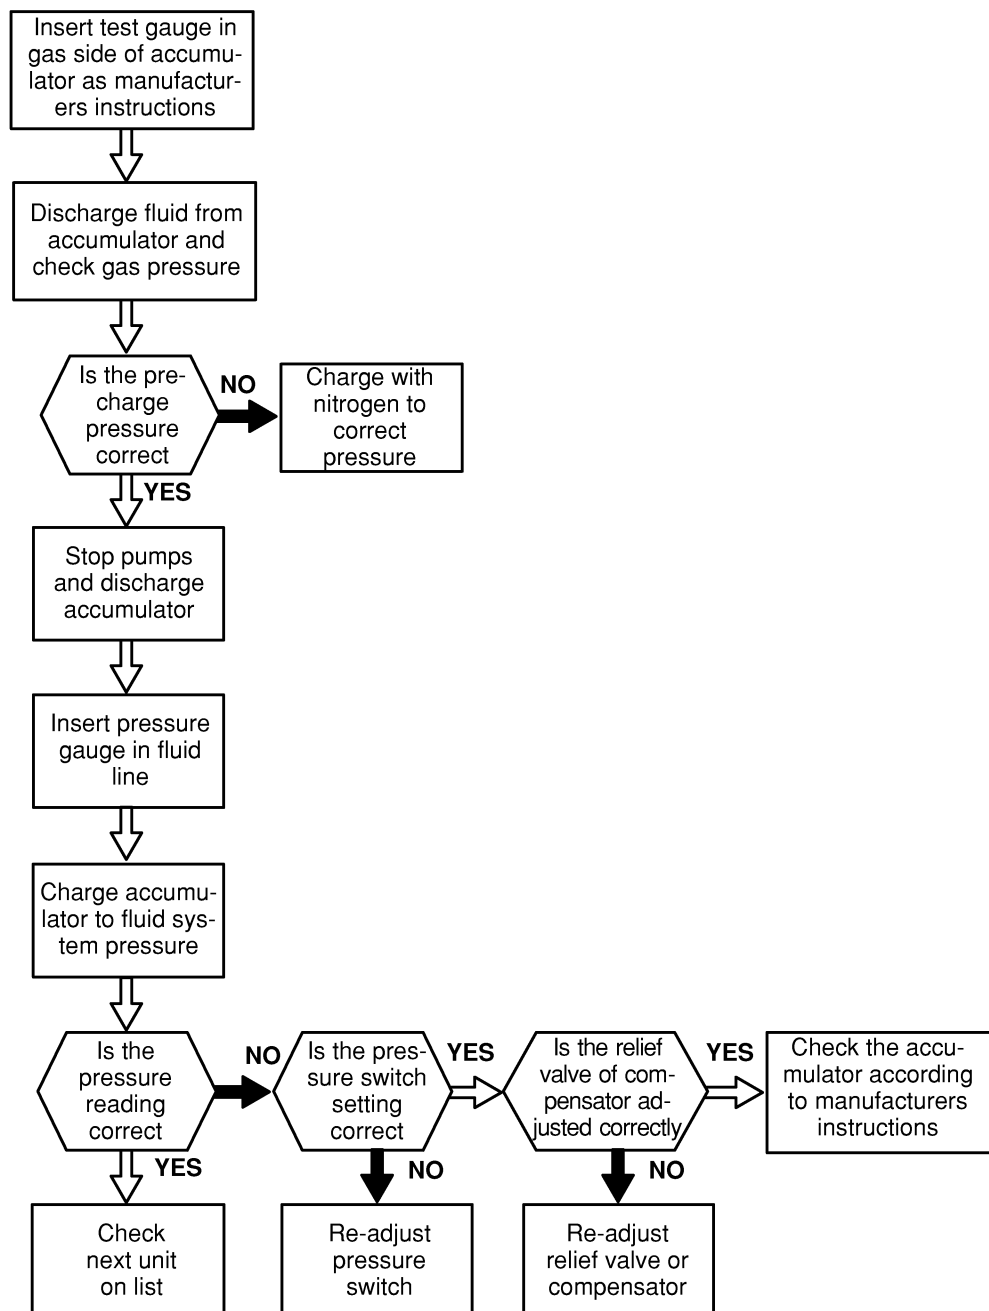 Insert test gauge in
gas side of accumu-
lator as manufactur-
ers instructions
Discharge fluid from
accumulator and
check gas pressure
Is the pre-
charge
pressure
correct
NO
Charge with
nitrogen to
correct
pressure
YES
Stop pumps
and discharge
accumulator
Insert pressure
gauge in fluid
line
Charge accumu-
lator to fluid sys-
tem pressure
Is the
pressure
reading
correct
NO
Is the pres-
sure switch
setting
correct
YES
Is the relief
valve of com-
pensator ad-
justed correctly
YES
Check the accu-
mulator according
to manufacturers
instructions
YES
NO
NO
Check
next unit
on list
Re-adjust
pressure
switch
Re-adjust
relief valve or
compensator